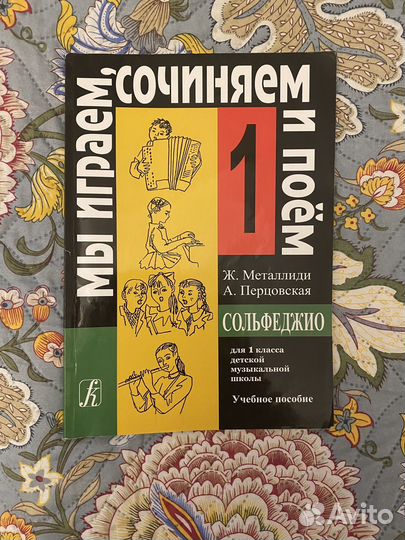 мы играем,
сочиняем
и поём
1
Ж. Металлиди
А. Перцовская
СОЛЬФЕДЖИО
для 1 класса
детской
музыкальной
школы
Учебное пособие
Avito